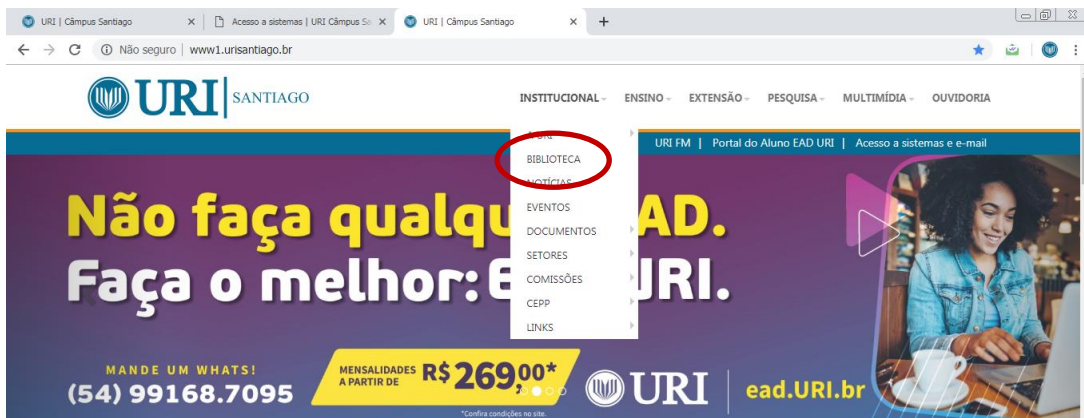 URI | Câmpus Santiago
Acesso a sistemas | URI Câmpus Sa
URI | Câmpus Santiago
Não seguro | www1.urisantiago.br
URI SANTIAGO
INSTITUCIONAL ENSINO EXTENSÃO PESQUISA MULTIMÍDIA OUVIDORIA
URI FM | Portal do Aluno EAD URI | Acesso a sistemas e e-mail
A URI
BIBLIOTECA
NOTÍCIAS
EVENTOS
DOCUMENTOS
SETORES
COMISSÕES
CEPP
LINKS
Não faça qualqu AD.
Faça o melhor: E URI.
MANDE UM WHATS!
(54) 99168.7095
MENSALIDADES
A PARTIR DE R$ 269,00*
*Confira condições no site.
URI ead.URI.br